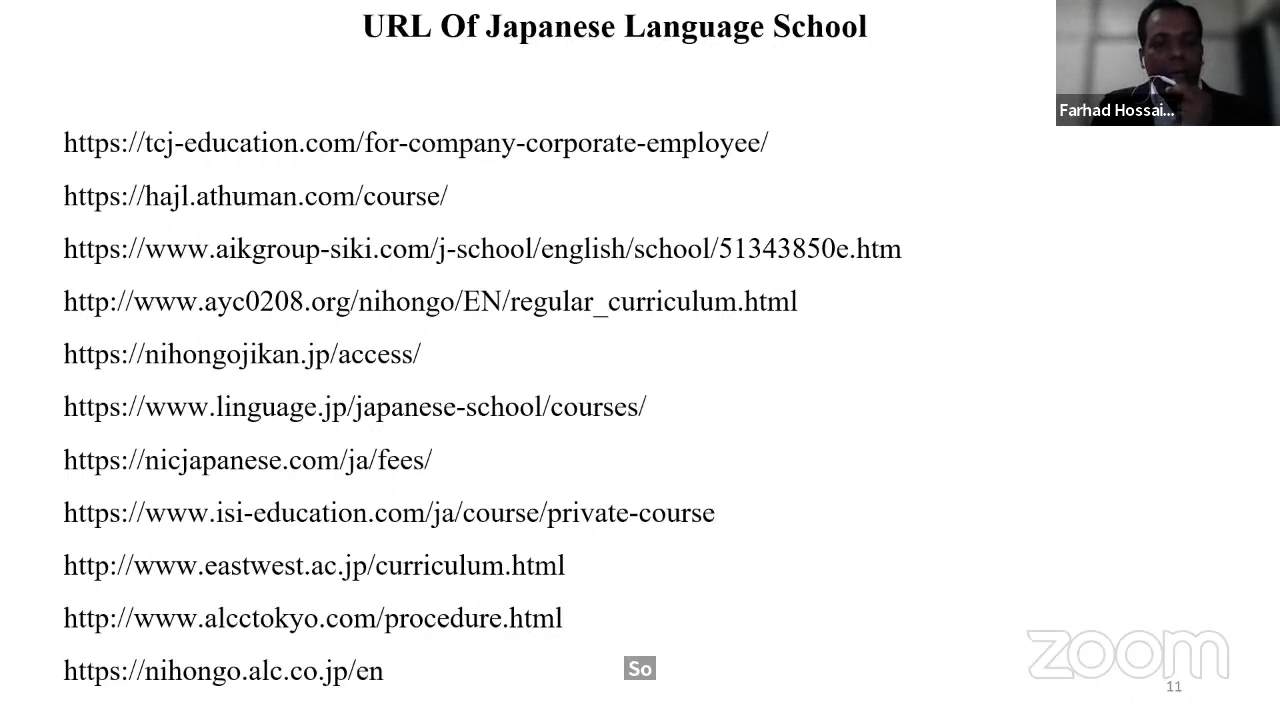 URL Of Japanese Language School
Farhad Hossai...
https://tcj-education.com/for-company-corporate-employee/
https://hajl.athuman.com/course/
https://www.aikgroup-siki.com/j-school/english/school/51343850e.htm
http://www.ayc0208.org/nihongo/EN/regular_curriculum.html
https://nihongojikan.jp/access/
https://www.linguage.jp/japanese-school/courses/
https://nicjapanese.com/ja/fees/
https://www.isi-education.com/ja/course/private-course
http://www.eastwest.ac.jp/curriculum.html
http://www.alcctokyo.com/procedure.html
https://nihongo.alc.co.jp/en
So
zoom
11